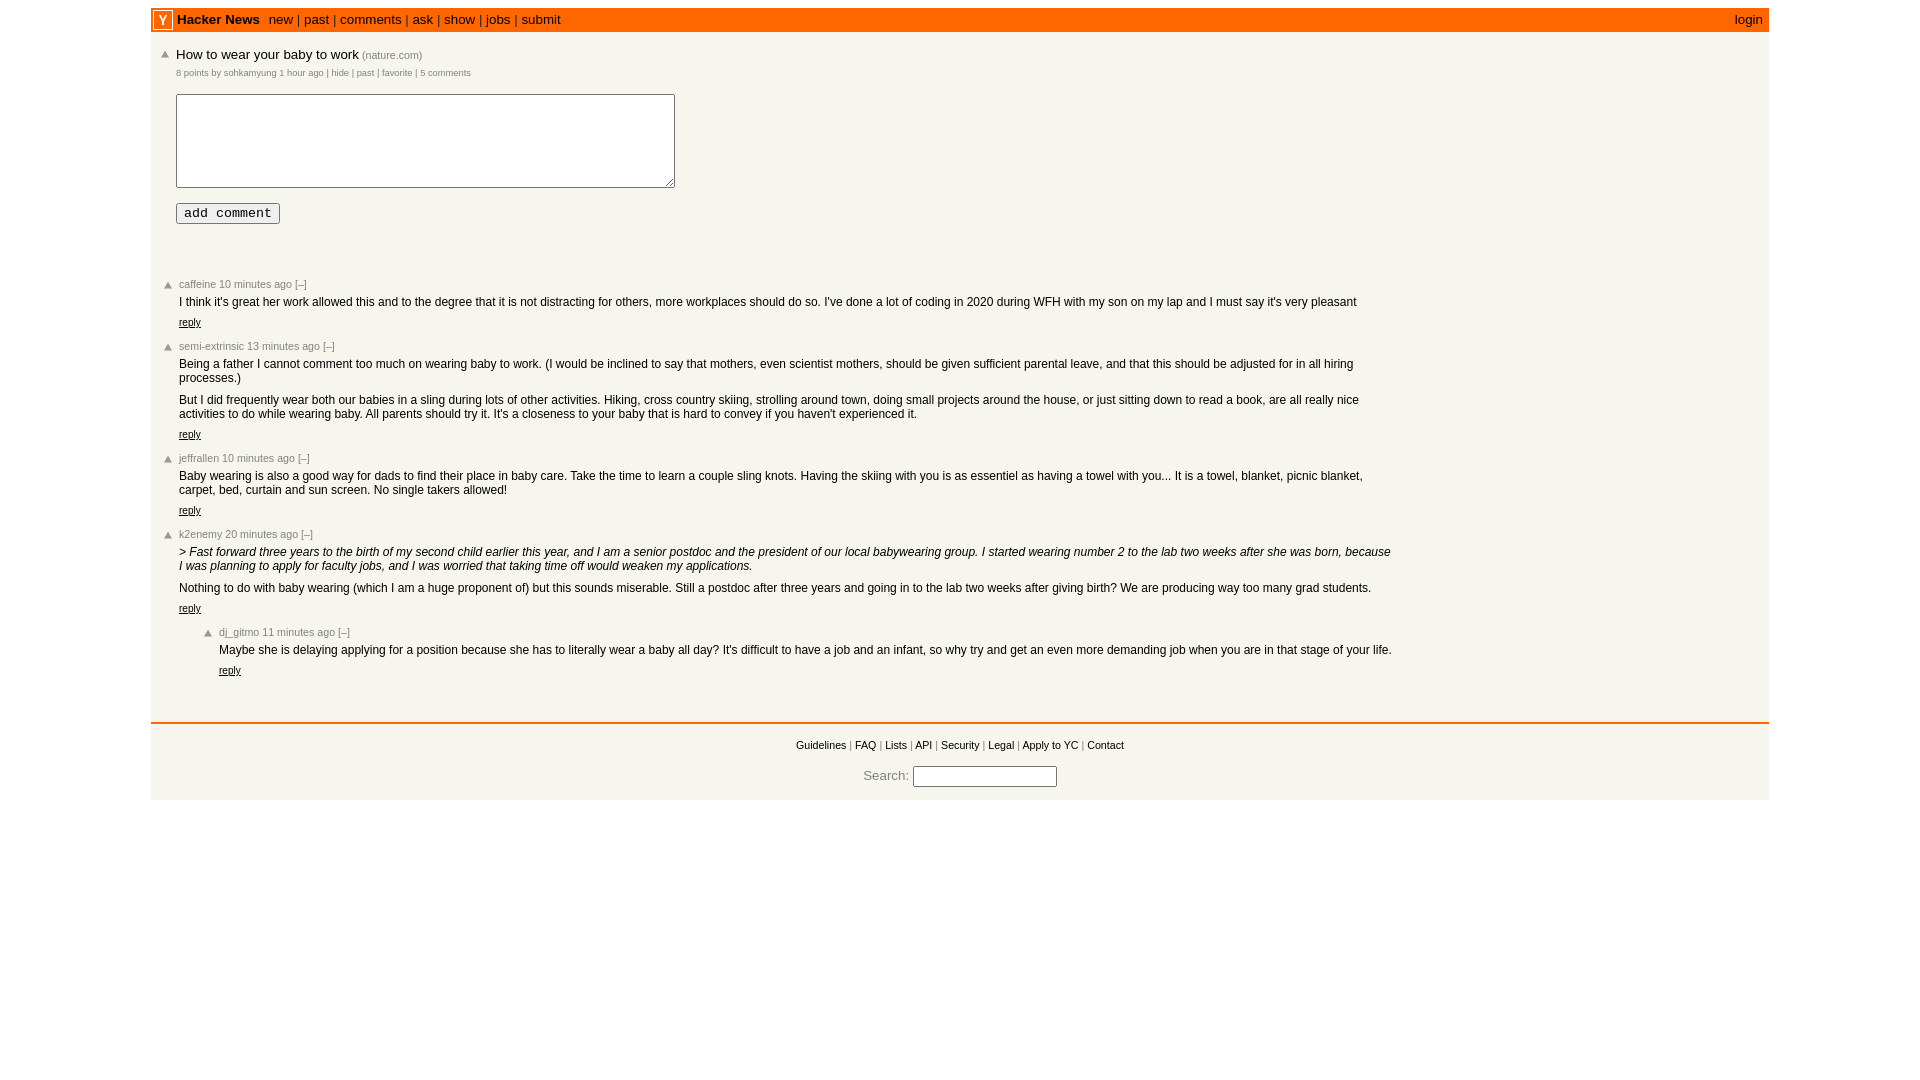 Y Hacker News new | past | comments | ask | show | jobs | submit login
How to wear your baby to work (nature.com)
8 points by sohkamyung 1 hour ago | hide | past | favorite | 5 comments
add comment
caffeine 10 minutes ago [–]
I think it's great her work allowed this and to the degree that it is not distracting for others, more workplaces should do so. I've done a lot of coding in 2020 during WFH with my son on my lap and I must say it's very pleasant
reply
semi-extrinsic 13 minutes ago [–]
Being a father I cannot comment too much on wearing baby to work. (I would be inclined to say that mothers, even scientist mothers, should be given sufficient parental leave, and that this should be adjusted for in all hiring
processes.)
But I did frequently wear both our babies in a sling during lots of other activities. Hiking, cross country skiing, strolling around town, doing small projects around the house, or just sitting down to read a book, are all really nice
activities to do while wearing baby. All parents should try it. It's a closeness to your baby that is hard to convey if you haven't experienced it.
reply
jeffrallen 10 minutes ago [–]
Baby wearing is also a good way for dads to find their place in baby care. Take the time to learn a couple sling knots. Having the skiing with you is as essentiel as having a towel with you... It is a towel, blanket, picnic blanket,
carpet, bed, curtain and sun screen. No single takers allowed!
reply
k2enemy 20 minutes ago [–]
> Fast forward three years to the birth of my second child earlier this year, and I am a senior postdoc and the president of our local babywearing group. I started wearing number 2 to the lab two weeks after she was born, because
I was planning to apply for faculty jobs, and I was worried that taking time off would weaken my applications.
Nothing to do with baby wearing (which I am a huge proponent of) but this sounds miserable. Still a postdoc after three years and going in to the lab two weeks after giving birth? We are producing way too many grad students.
reply
dj_gitmo 11 minutes ago [–]
Maybe she is delaying applying for a position because she has to literally wear a baby all day? It's difficult to have a job and an infant, so why try and get an even more demanding job when you are in that stage of your life.
reply
Guidelines | FAQ | Lists | API | Security | Legal | Apply to YC | Contact
Search: